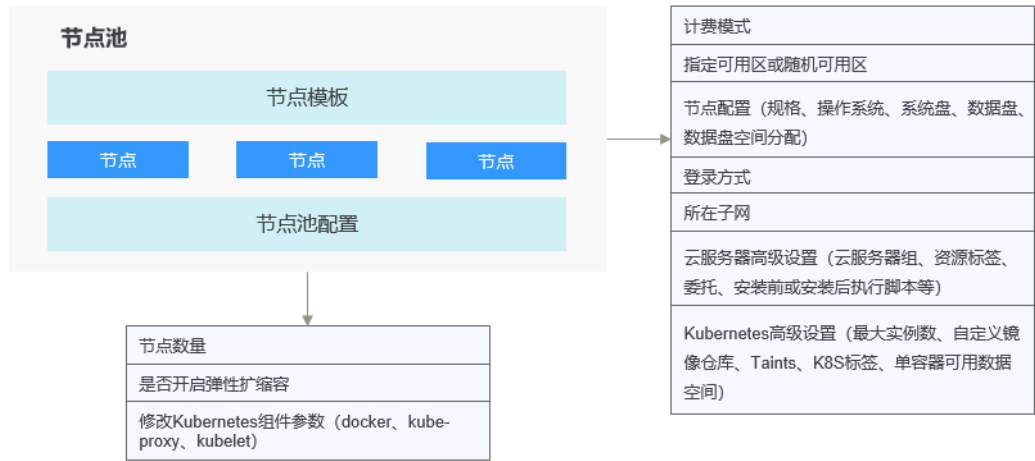 节点池
节点模板
节点
节点
节点
节点池配置
计费模式
指定可用区或随机可用区
节点配置（规格、操作系统、系统盘、数据盘、
数据盘空间分配）
登录方式
所在子网
云服务器高级设置（云服务器组、资源标签、
委托、安装前或安装后执行脚本等）
Kubernetes高级设置（最大实例数、自定义镜
像仓库、Taints、K8S标签、单容器可用数据
空间）
节点数量
是否开启弹性扩缩容
修改Kubernetes组件参数（docker、kube-
proxy、kubelet）